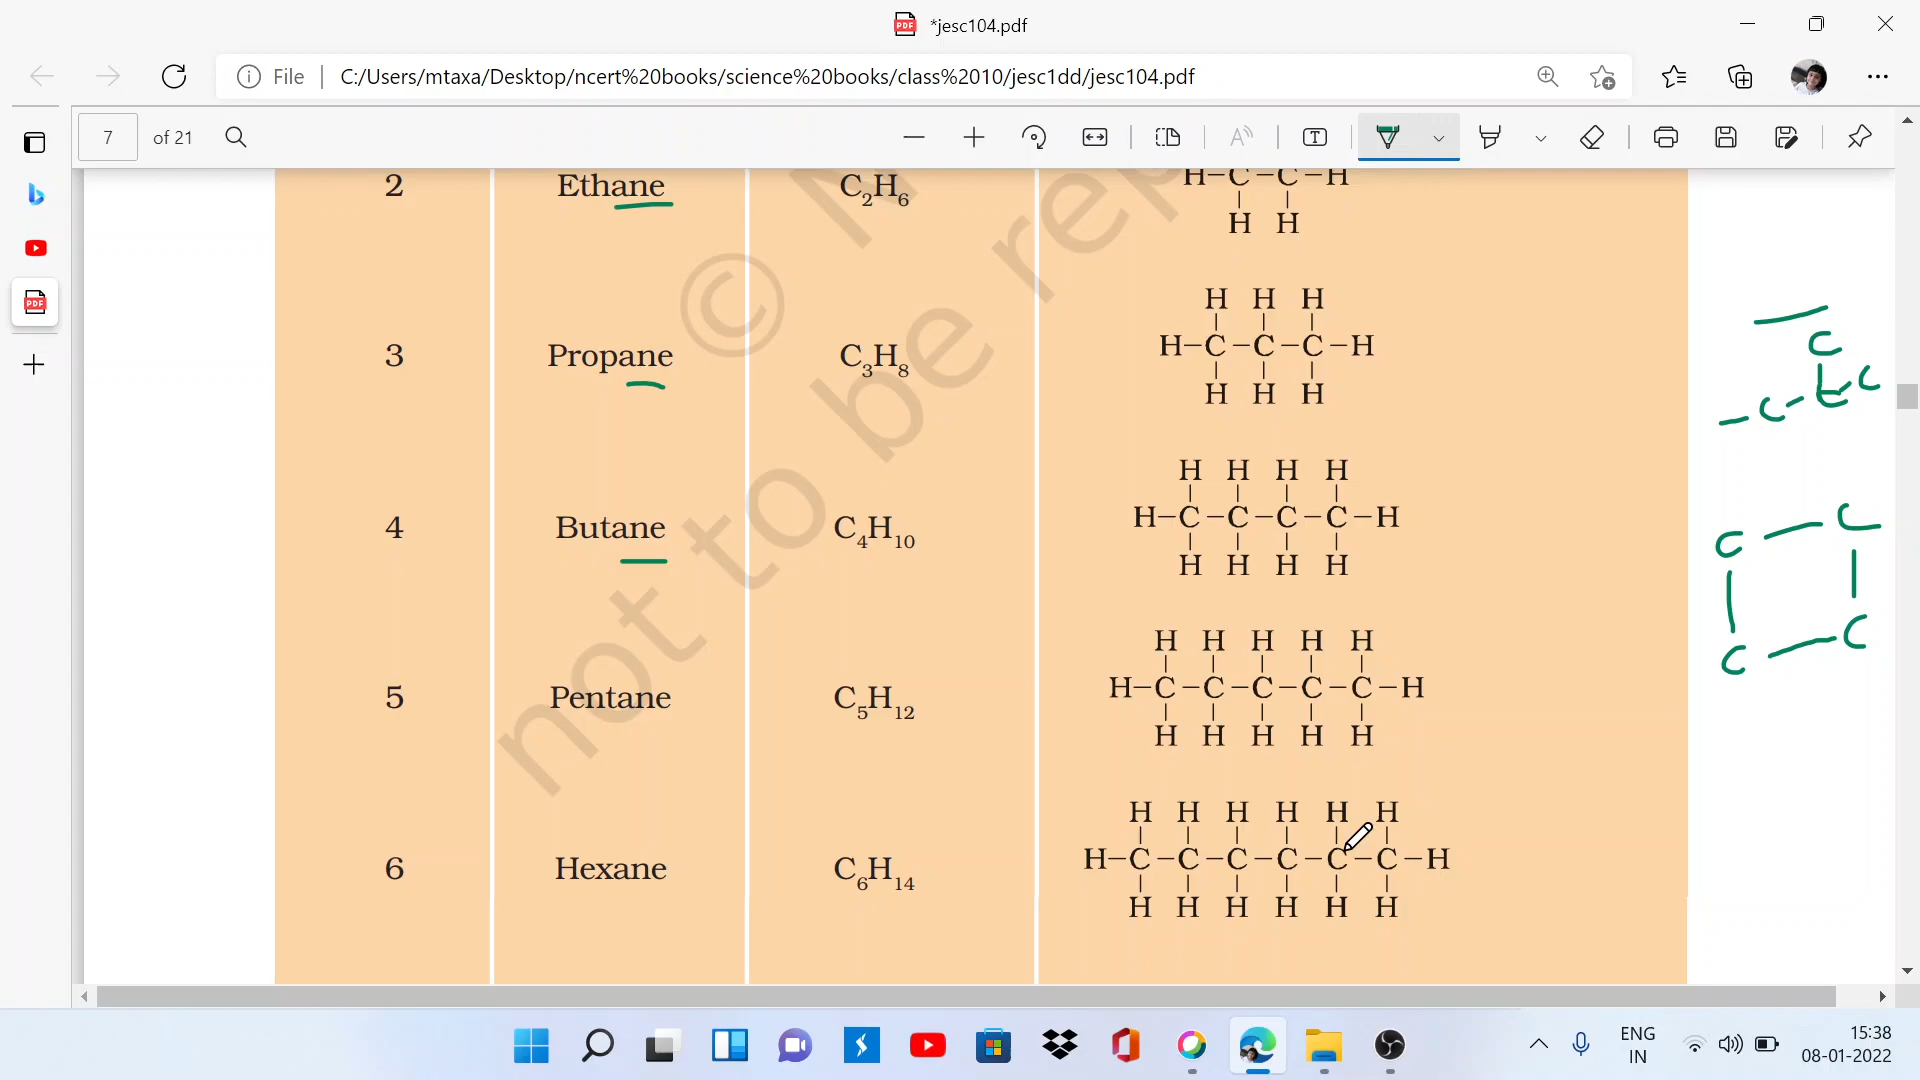 *jesc104.pdf
File | C:/Users/mtaxa/Desktop/ncert%20books/science%20books/class%2010/jesc1dd/jesc104.pdf
7 of 21
2 Ethane C2H6
H–C–C–H
H H
H H H
3 Propane C3H8 H–C–C–C–H
H H H
H H H H
4 Butane C4H10 H–C–C–C–C–H
H H H H
H H H H H
5 Pentane C5H12 H–C–C–C–C–C–H
H H H H H
H H H H H H
6 Hexane C6H14 H–C–C–C–C–C–C–H
H H H H H H
©
not to be rep
C
C C C
C C
C C
ENG
IN
15:38
08-01-2022